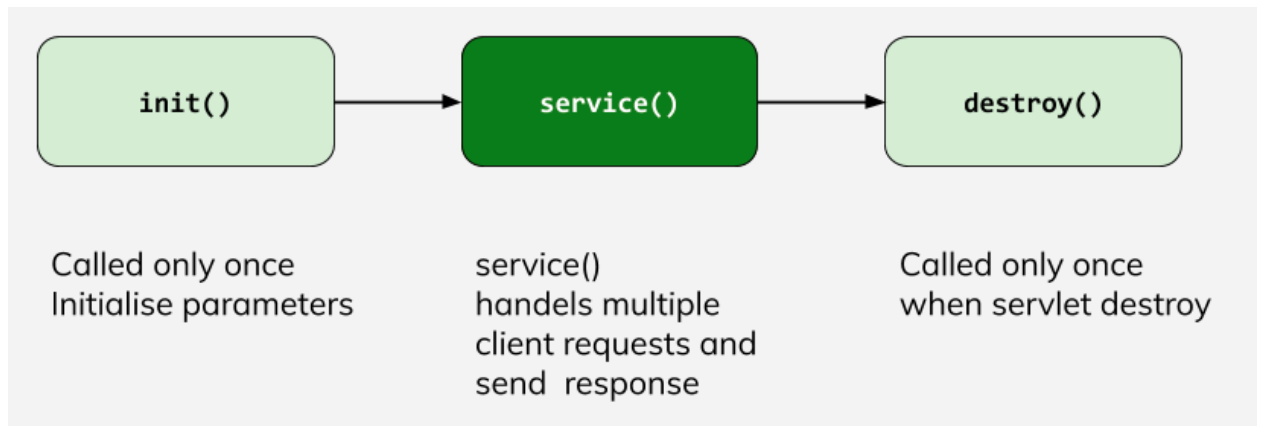 init()
service()
destroy()
Called only once
Initialise parameters
service()
handels multiple
client requests and
send  response
Called only once
when servlet destroy